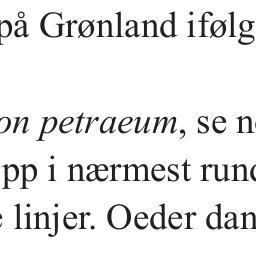 på Grønland ifølg
on petraeum, se n
pp i nærmest rund
e linjer. Oeder dan